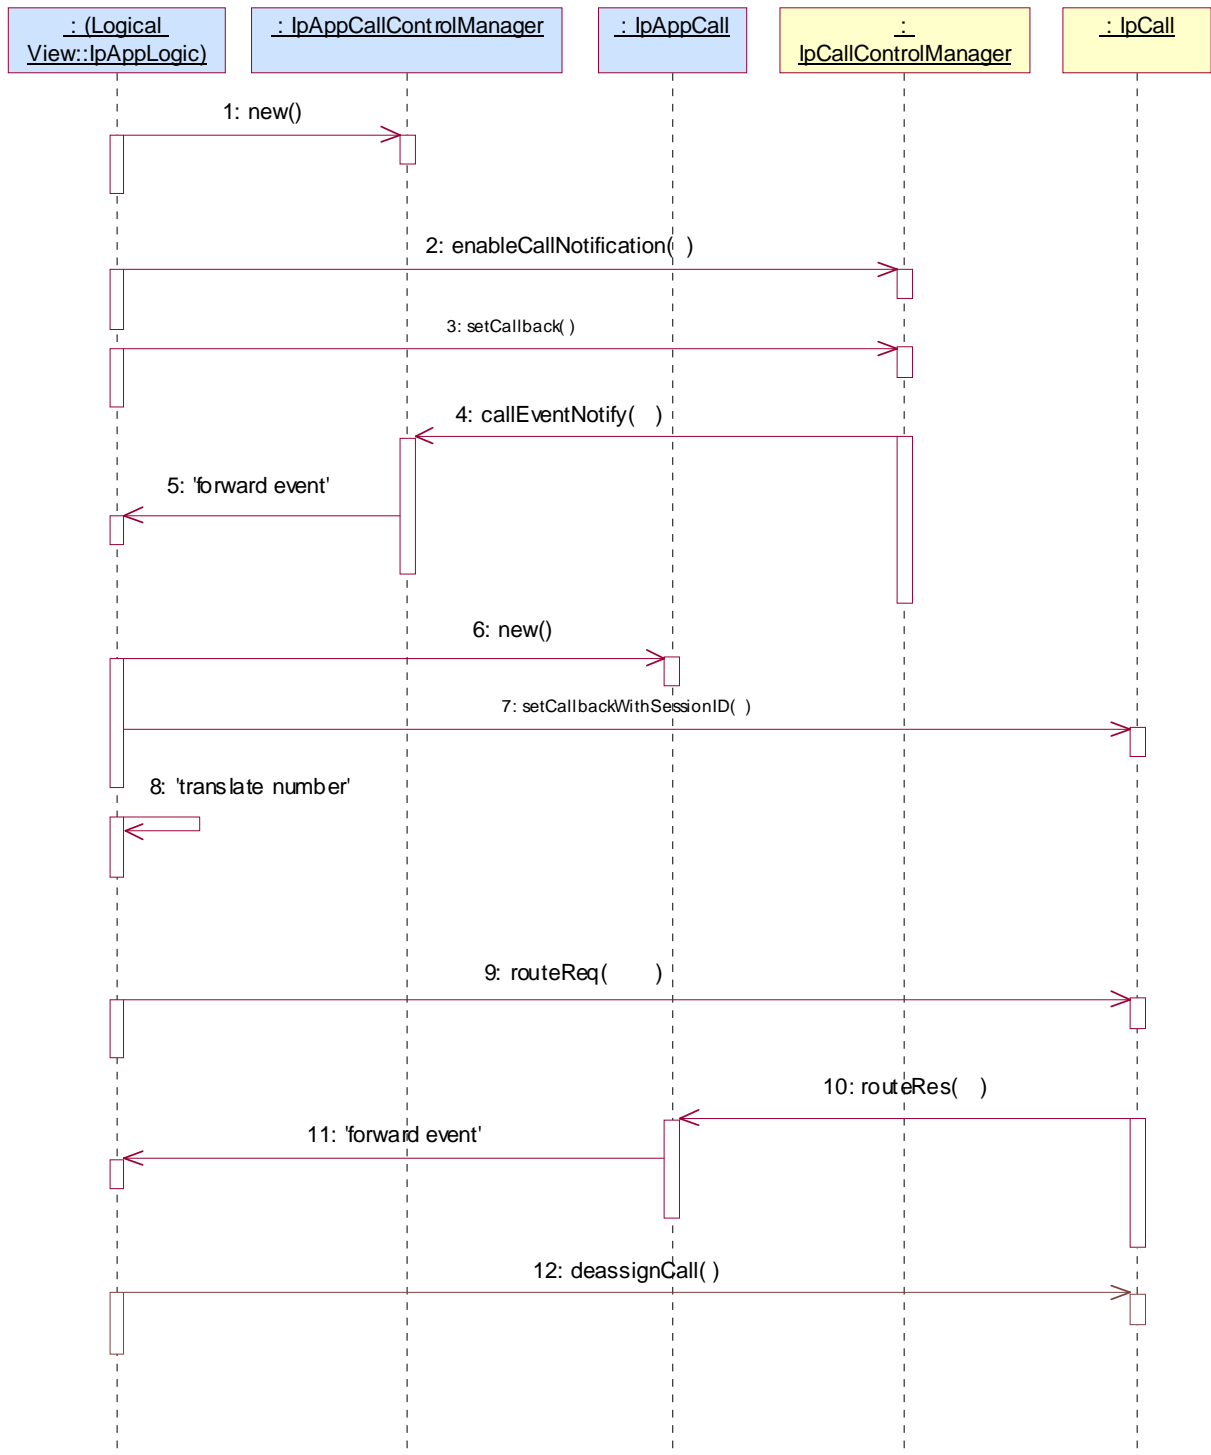 : (Logical
View::IpAppLogic)
: IpAppCallControlManager
: IpAppCall
:
IpCallControlManager
: IpCall
1: new()
2: enableCallNotification( )
3: setCallback( )
4: callEventNotify( )
5: 'forward event'
6: new()
7: setCallbackWithSessionID( )
8: 'translate number'
9: routeReq( )
10: routeRes( )
11: 'forward event'
12: deassignCall( )